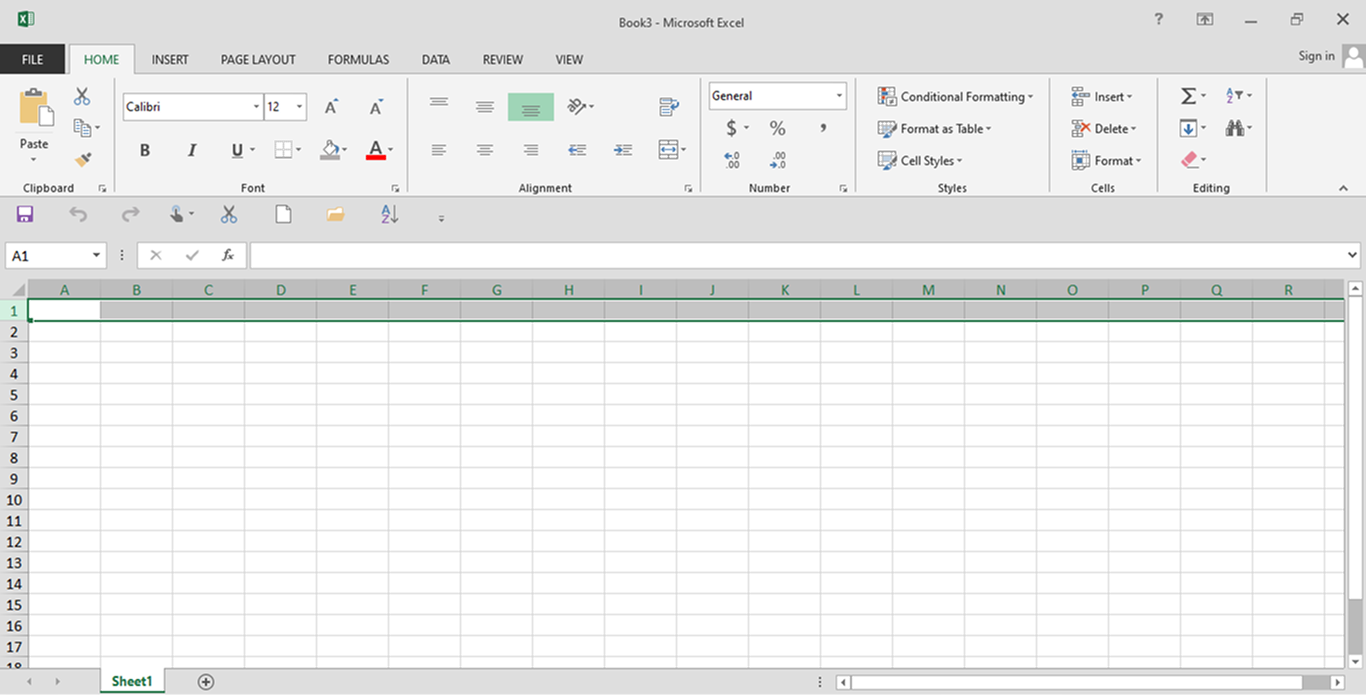 Book3 - Microsoft Excel
?
FILE HOME INSERT PAGE LAYOUT FORMULAS DATA REVIEW VIEW Sign in
Calibri 12 A A General Conditional Formatting Insert Σ A Z
Paste B I U A $ % , Format as Table Delete
.0 .00 .00 .0 Cell Styles Format
Clipboard Font Alignment Number Styles Cells Editing
A Z
A1 fx
A B C D E F G H I J K L M N O P Q R
1
2
3
4
5
6
7
8
9
10
11
12
13
14
15
16
17
18
Sheet1